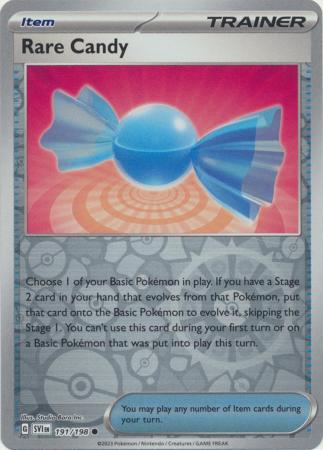 Item
TRAINER
Rare Candy
Choose 1 of your Basic Pokémon in play. If you have a Stage
2 card in your hand that evolves from that Pokémon, put
that card onto the Basic Pokémon to evolve it, skipping the
Stage 1. You can't use this card during your first turn or on
a Basic Pokémon that was put into play this turn.
Illus. Studio Bora Inc.
G SVI EN 191/198
You may play any number of Item cards during
your turn.
©2023 Pokémon / Nintendo / Creatures / GAME FREAK